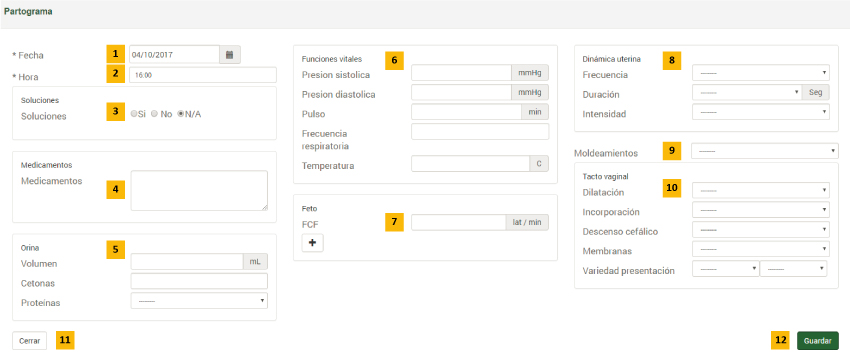 Partograma
* Fecha 1 04/10/2017
* Hora 2 16:00
Soluciones
Soluciones 3 Si No N/A
Medicamentos
Medicamentos 4
Orina 5
Volumen mL
Cetonas
Proteínas -------
Cerrar 11
Funciones vitales 6
Presion sistolica mmHg
Presion diastolica mmHg
Pulso min
Frecuencia
respiratoria
Temperatura C
Feto
FCF 7 lat / min
+
Dinámica uterina 8
Frecuencia -------
Duración ------- Seg
Intensidad -------
Moldeamientos 9 -------
Tacto vaginal
Dilatación 10 -------
Incorporación -------
Descenso cefálico -------
Membranas -------
Variedad presentación ------- -------
12 Guardar